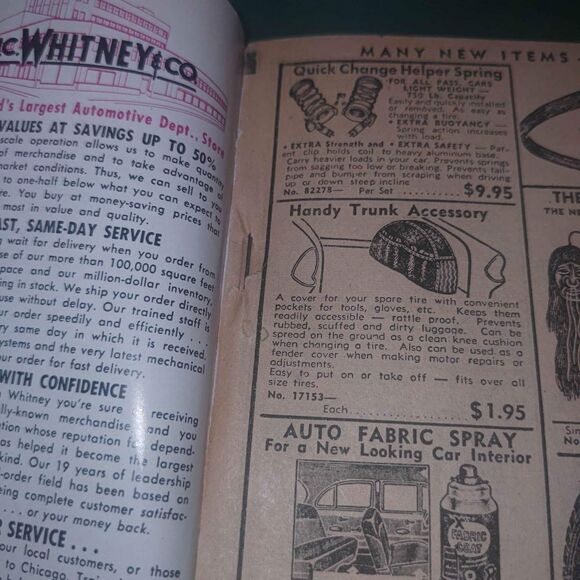 .C. WHITNEY & CO.
d's Largest Automotive Dept., Store
VALUES AT SAVINGS UP TO 50%
scale operation allows us to make quantity
of merchandise and to take advantage of
market conditions. Thus, we can sell to
to one-half below what you can expect to
re. You buy at money-saving prices that
most in value and quality.
AST, SAME-DAY SERVICE
g wait for delivery when you order from
se of our more than 100,000 square feet
pace and our million-dollar inventory.
ing in stock. We ship your order directly
use without delay. Our trained staff is
ur order speedily and efficiently . . .
ry same day in which it is received.
ystems and the very latest mechanical
our order for fast delivery.
WITH CONFIDENCE
n Whitney you're sure of receiving
lly-known merchandise and you
tion whose reputation for depend-
as helped it become the largest
kind. Our 19 years of leadership
-order field has been based on
eing complete customer satisfac-
. . . or your money back.
R SERVICE . . .
our local customers, or those
to Chicago.
MANY NEW ITEMS
Quick Change Helper Spring
FOR ALL PASS. CARS
LIGHT WEIGHT —
750 Lb. Capacity
Easily and quickly installed
or removed. As easy as
changing a tire.
• EXTRA BUOYANCY —
Spring action increases
with load.
• EXTRA Strength and • EXTRA SAFETY — Pat-
ent clip holds coil to heavy aluminum base.
Carry heavier loads in your car. Prevents springs
from sagging too low or breaking. Prevents tail-
pipe and bumper from scraping when driving
up or down steep incline
No. 82278— Per Set $9.95
Handy Trunk Accessory
A cover for your spare tire with convenient
pockets for tools, gloves, etc. Keeps them
readily accessible — rattle proof. Prevents
rubbed, scuffed and dirty luggage. Can be
spread on the ground as a clean knee cushion
when changing a tire. Also can be used as a
fender cover when making motor repairs or
adjustments.
Easy to put on or take off — fits over all
size tires.
No. 17153—
Each $1.95
AUTO FABRIC SPRAY
For a New Looking Car Interior
FABRIC
COAT
THE
THE N
Sin
No